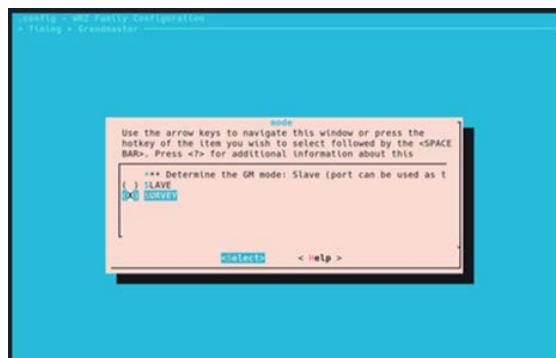 .config - WRZ Family Configuration
> Timing > Grandmaster
mode
Use the arrow keys to navigate this window or press the
hotkey of the item you wish to select followed by the <SPACE
BAR>. Press <?> for additional information about this
*** Determine the GM mode: Slave (port can be used as t
( ) SLAVE
(X) SURVEY
<Select> < Help >